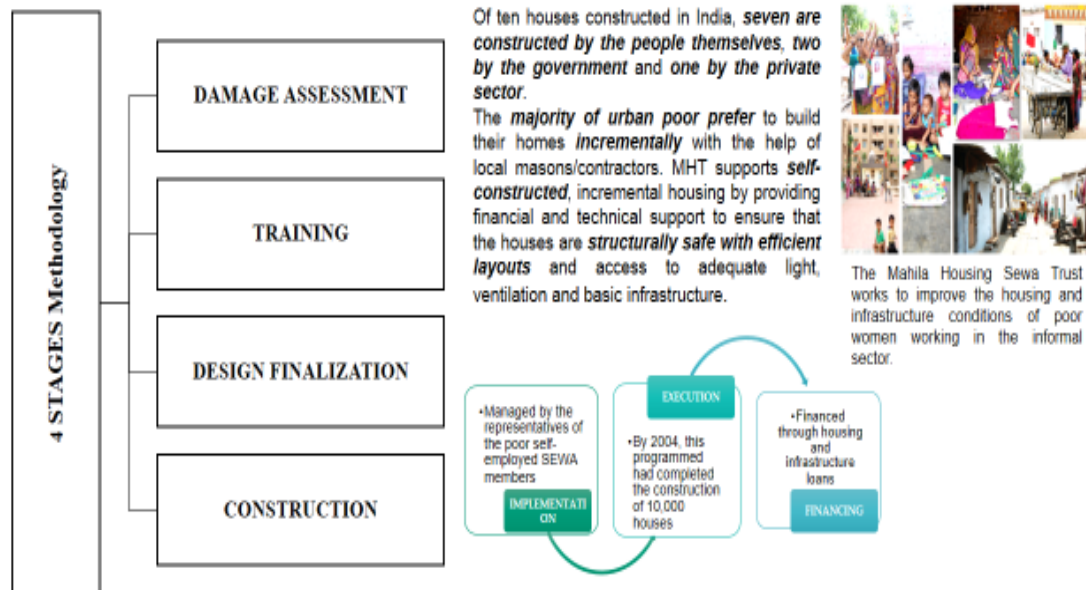 4 STAGES Methodology
DAMAGE ASSESSMENT
TRAINING
DESIGN FINALIZATION
CONSTRUCTION
Of ten houses constructed in India, seven are
constructed by the people themselves, two
by the government and one by the private
sector.
The majority of urban poor prefer to build
their homes incrementally with the help of
local masons/contractors. MHT supports self-
constructed, incremental housing by providing
financial and technical support to ensure that
the houses are structurally safe with efficient
layouts and access to adequate light,
ventilation and basic infrastructure.
The Mahila Housing Sewa Trust
works to improve the housing and
infrastructure conditions of poor
women working in the informal
sector.
•Managed by the
representatives of
the poor self-
employed SEWA
members
IMPLEMENTATI
ON
EXECUTION
•By 2004, this
programmed
had completed
the construction
of 10,000
houses
•Financed
through housing
and
infrastructure
loans
FINANCING